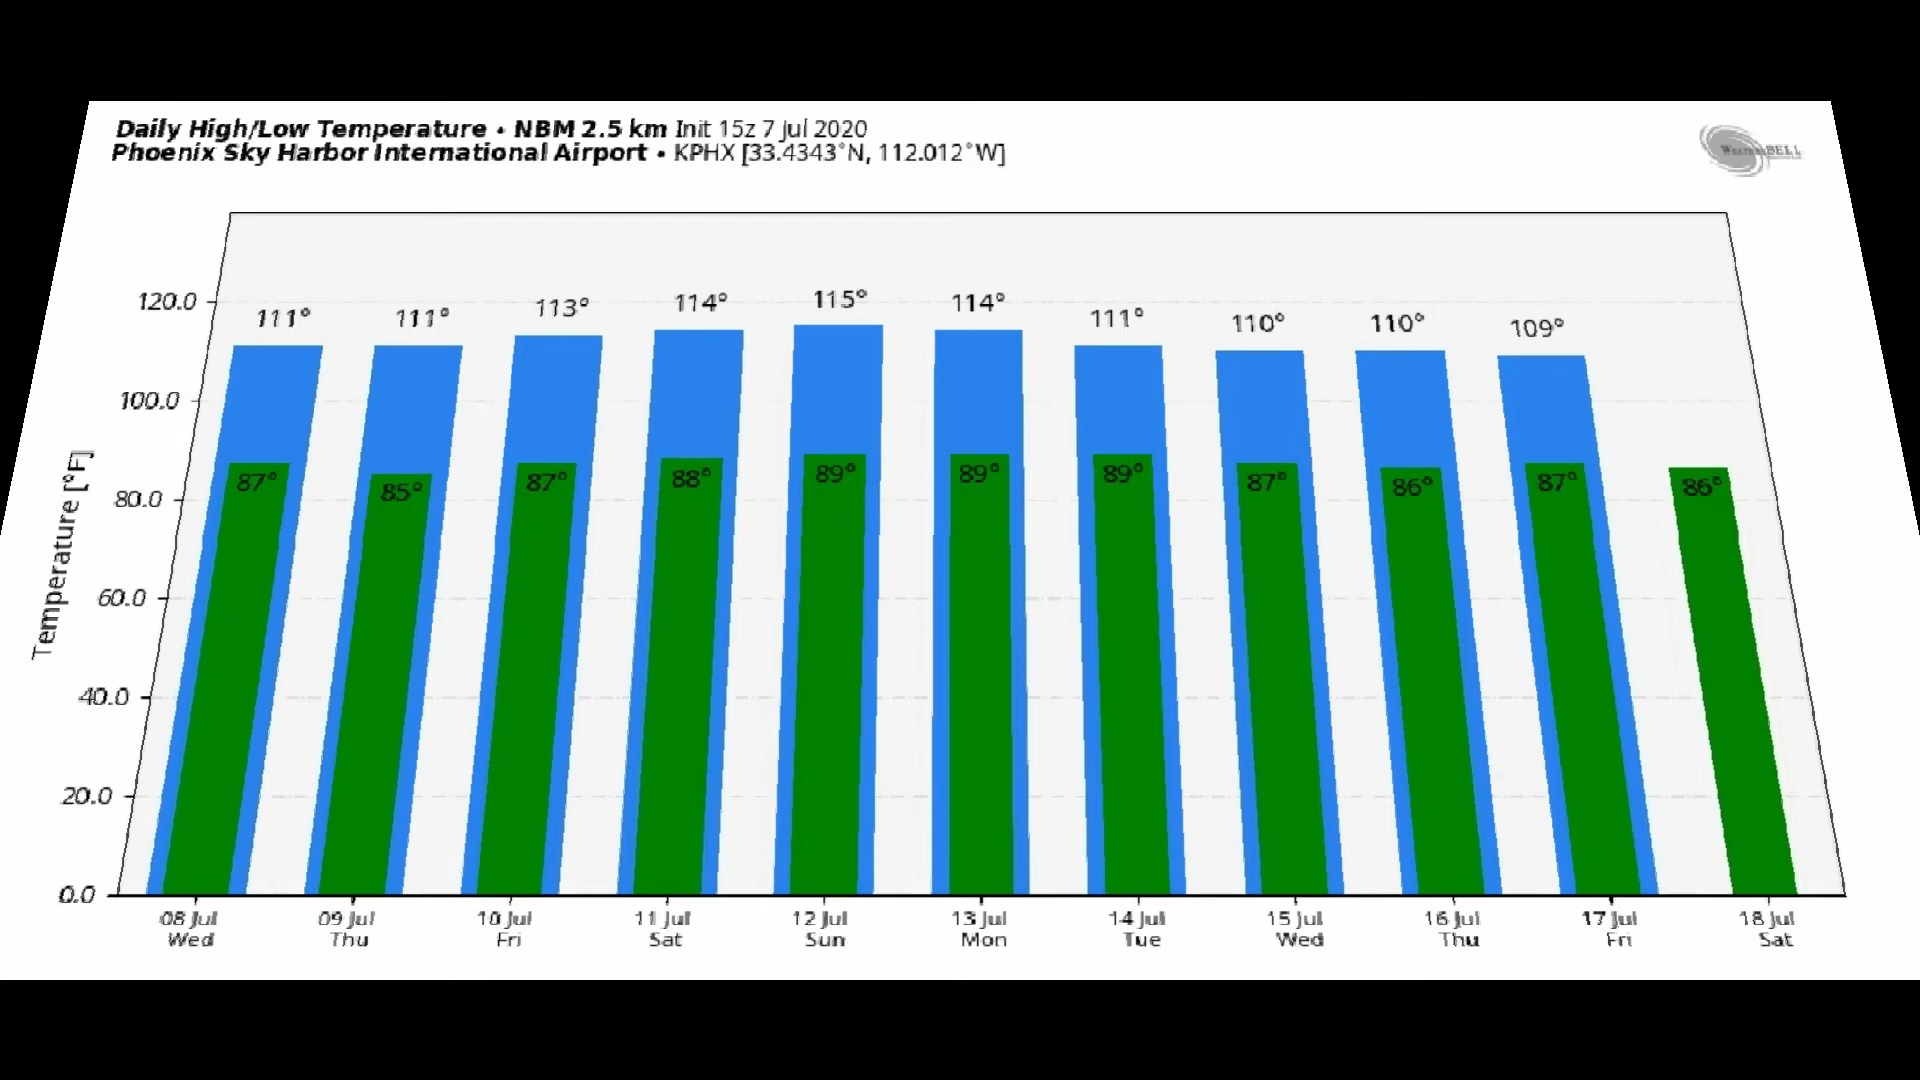 Daily High/Low Temperature • NBM 2.5 km Init 15z 7 Jul 2020
Phoenix Sky Harbor International Airport • KPHX [33.4343°N, 112.012°W]
WEATHERBELL
Temperature [°F]
120.0
100.0
80.0
60.0
40.0
20.0
0.0
111° 111° 113° 114° 115° 114° 111° 110° 110° 109°
87° 85° 87° 88° 89° 89° 89° 87° 86° 87° 86°
08 Jul 09 Jul 10 Jul 11 Jul 12 Jul 13 Jul 14 Jul 15 Jul 16 Jul 17 Jul 18 Jul
Wed Thu Fri Sat Sun Mon Tue Wed Thu Fri Sat